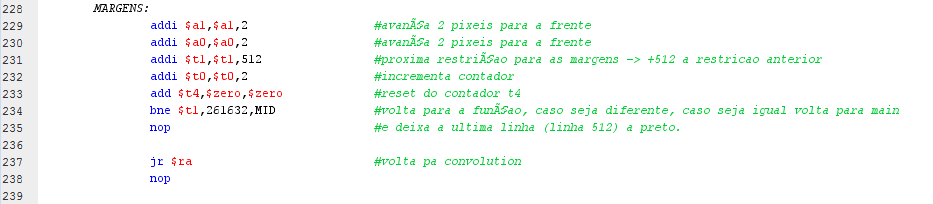 228 MARGENS:
229 addi $a1,$a1,2 #avanÃ§a 2 pixeis para a frente
230 addi $a0,$a0,2 #avanÃ§a 2 pixeis para a frente
231 addi $t1,$t1,512 #proxima restriÃ§ao para as margens -> +512 a restricao anterior
232 addi $t0,$t0,2 #incrementa contador
233 add $t4,$zero,$zero #reset do contador t4
234 bne $t1,261632,MID #volta para a funÃ§ao, caso seja diferente, caso seja igual volta para main
235 nop #e deixa a ultima linha (linha 512) a preto.
236
237 jr $ra #volta pa convolution
238 nop
239